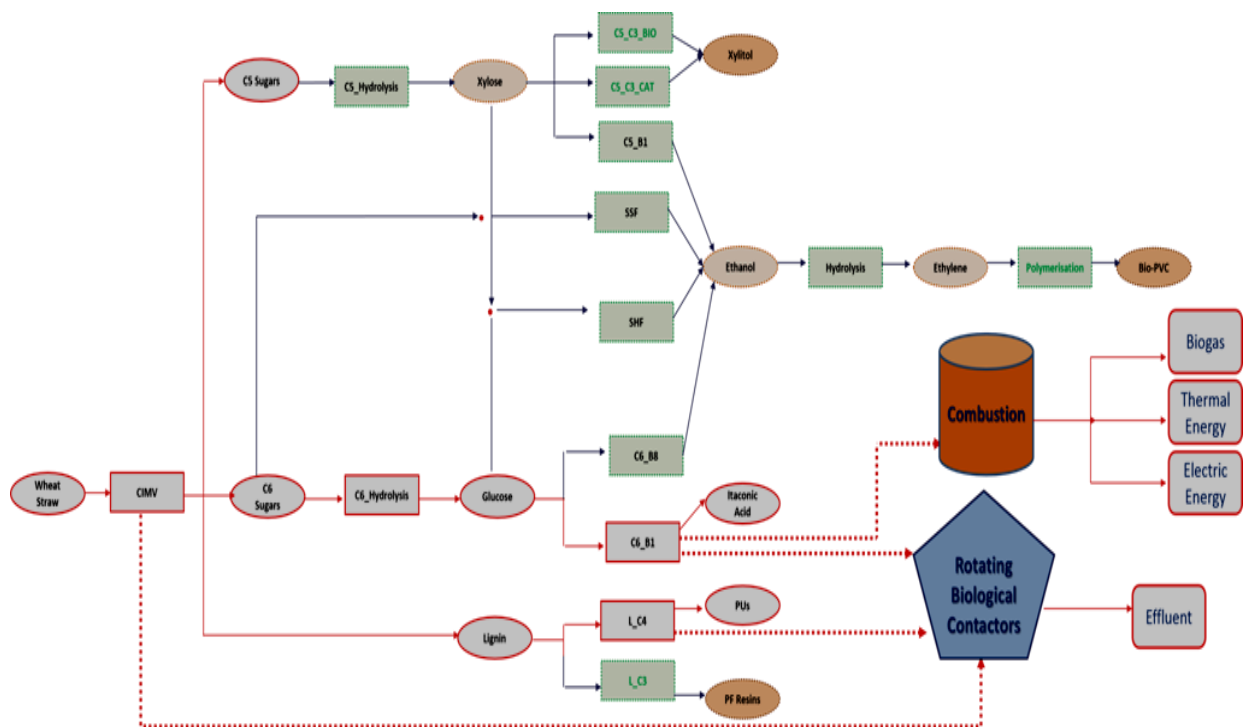 C5_C3_BIO
Xylitol
C5 Sugars
C5_Hydrolysis
Xylose
C5_C3_CAT
C5_B1
SSF
Ethanol
Hydrolysis
Ethylene
Polymerisation
Bio-PVC
SHF
Biogas
Combustion
Thermal
Energy
C6_B8
Electric
Energy
Wheat
Straw
CIMV
C6
Sugars
C6_Hydrolysis
Glucose
Itaconic
Acid
C6_B1
Rotating
Biological
Contactors
PUs
L_C4
Effluent
Lignin
L_C3
PF Resins